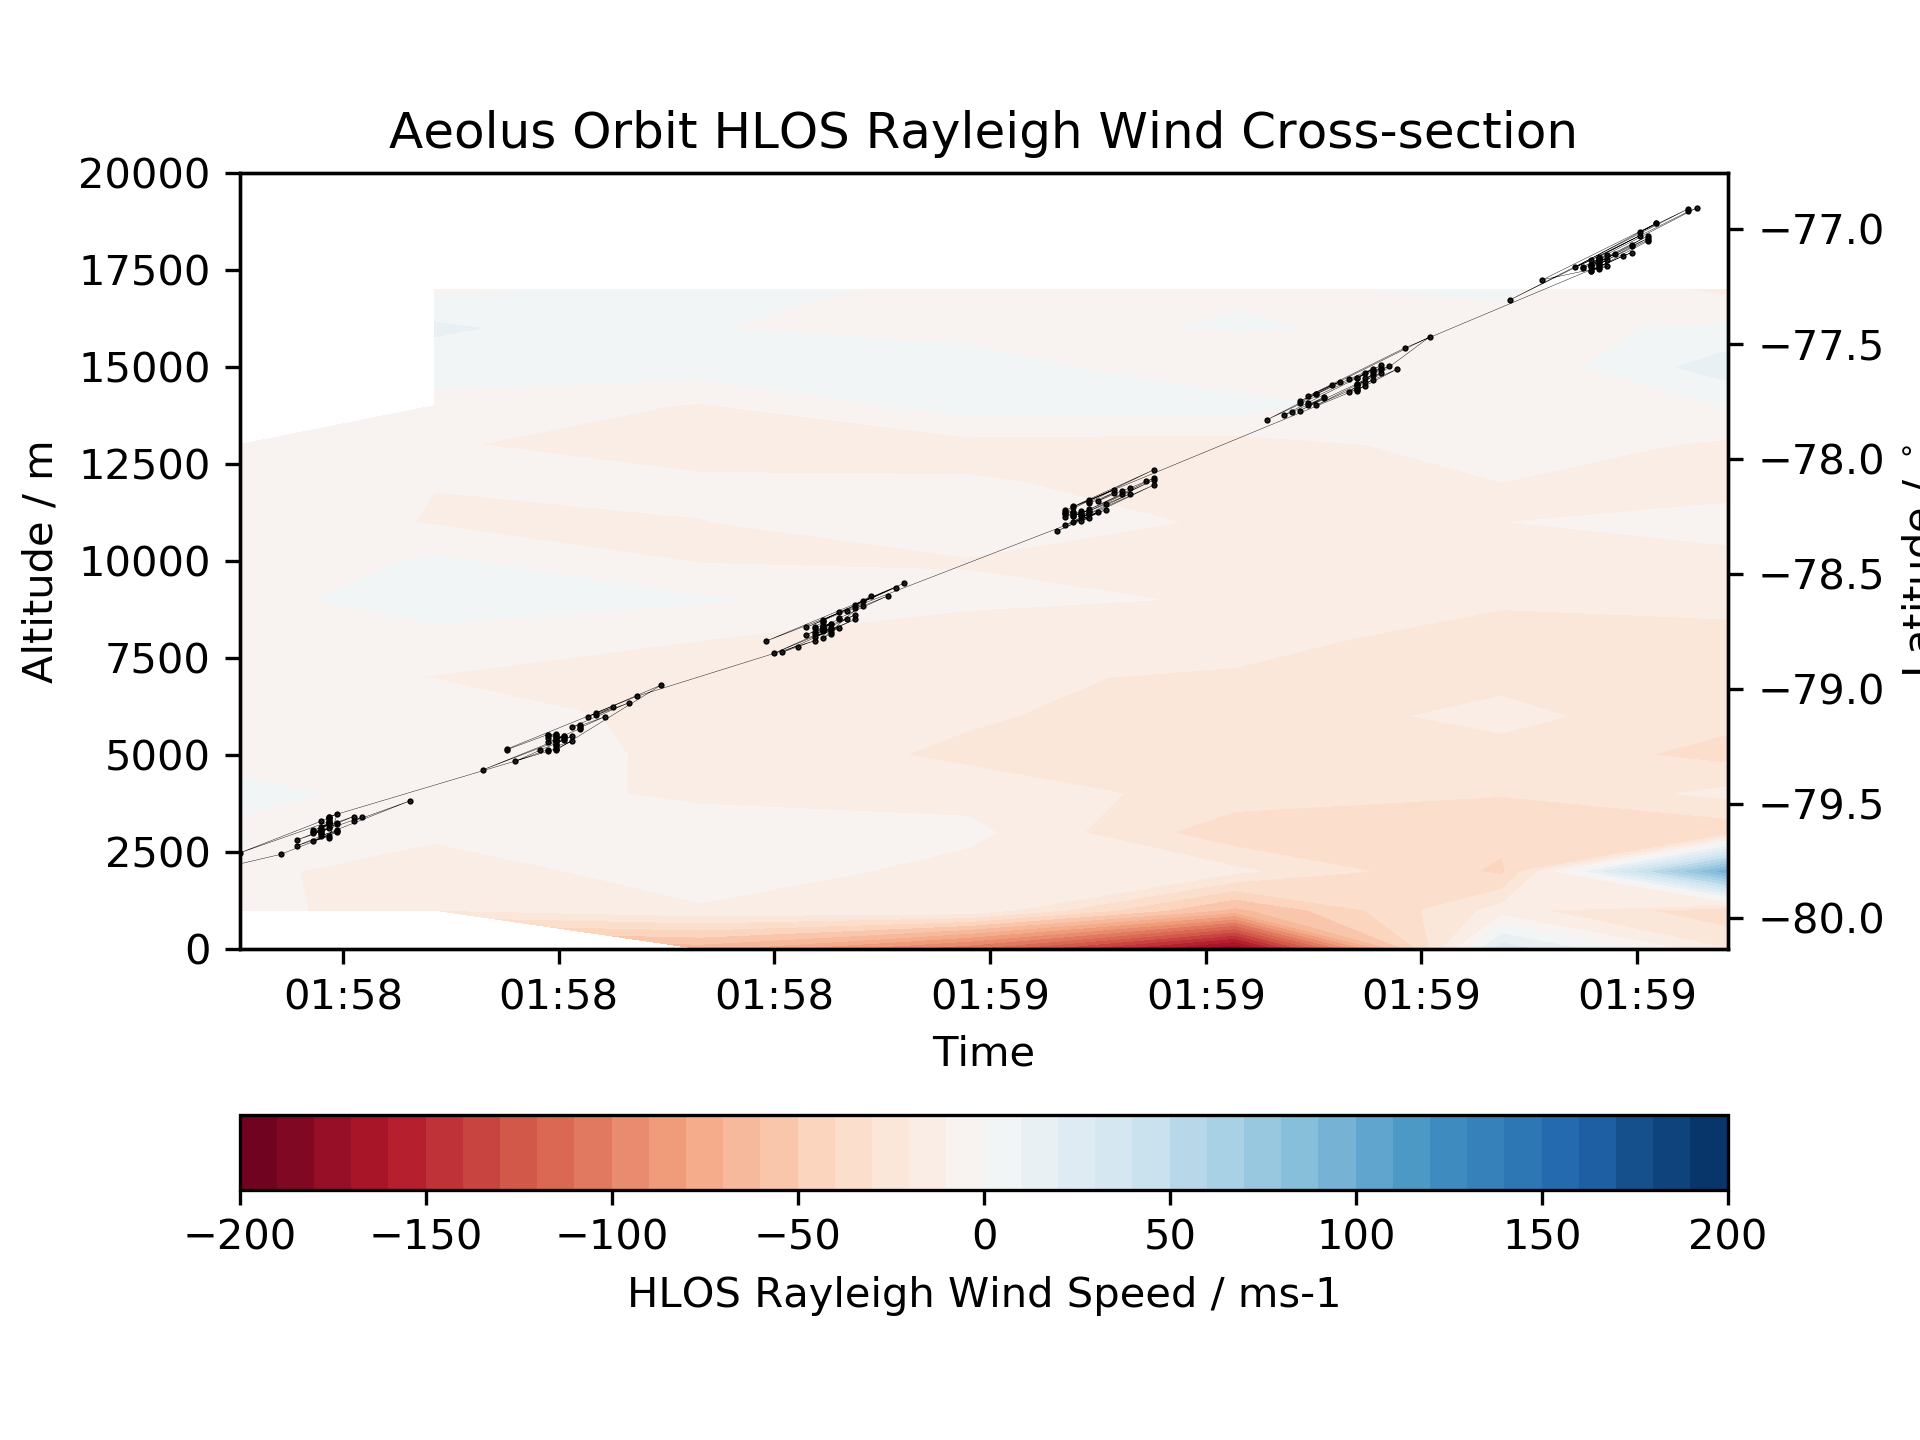 Aeolus Orbit HLOS Rayleigh Wind Cross-section
20000
17500
15000
12500
10000
7500
5000
2500
0
Altitude / m
−77.0
−77.5
−78.0
−78.5
−79.0
−79.5
−80.0
Latitude / °
01:58 01:58 01:58 01:59 01:59 01:59 01:59
Time
−200 −150 −100 −50 0 50 100 150 200
HLOS Rayleigh Wind Speed / ms-1